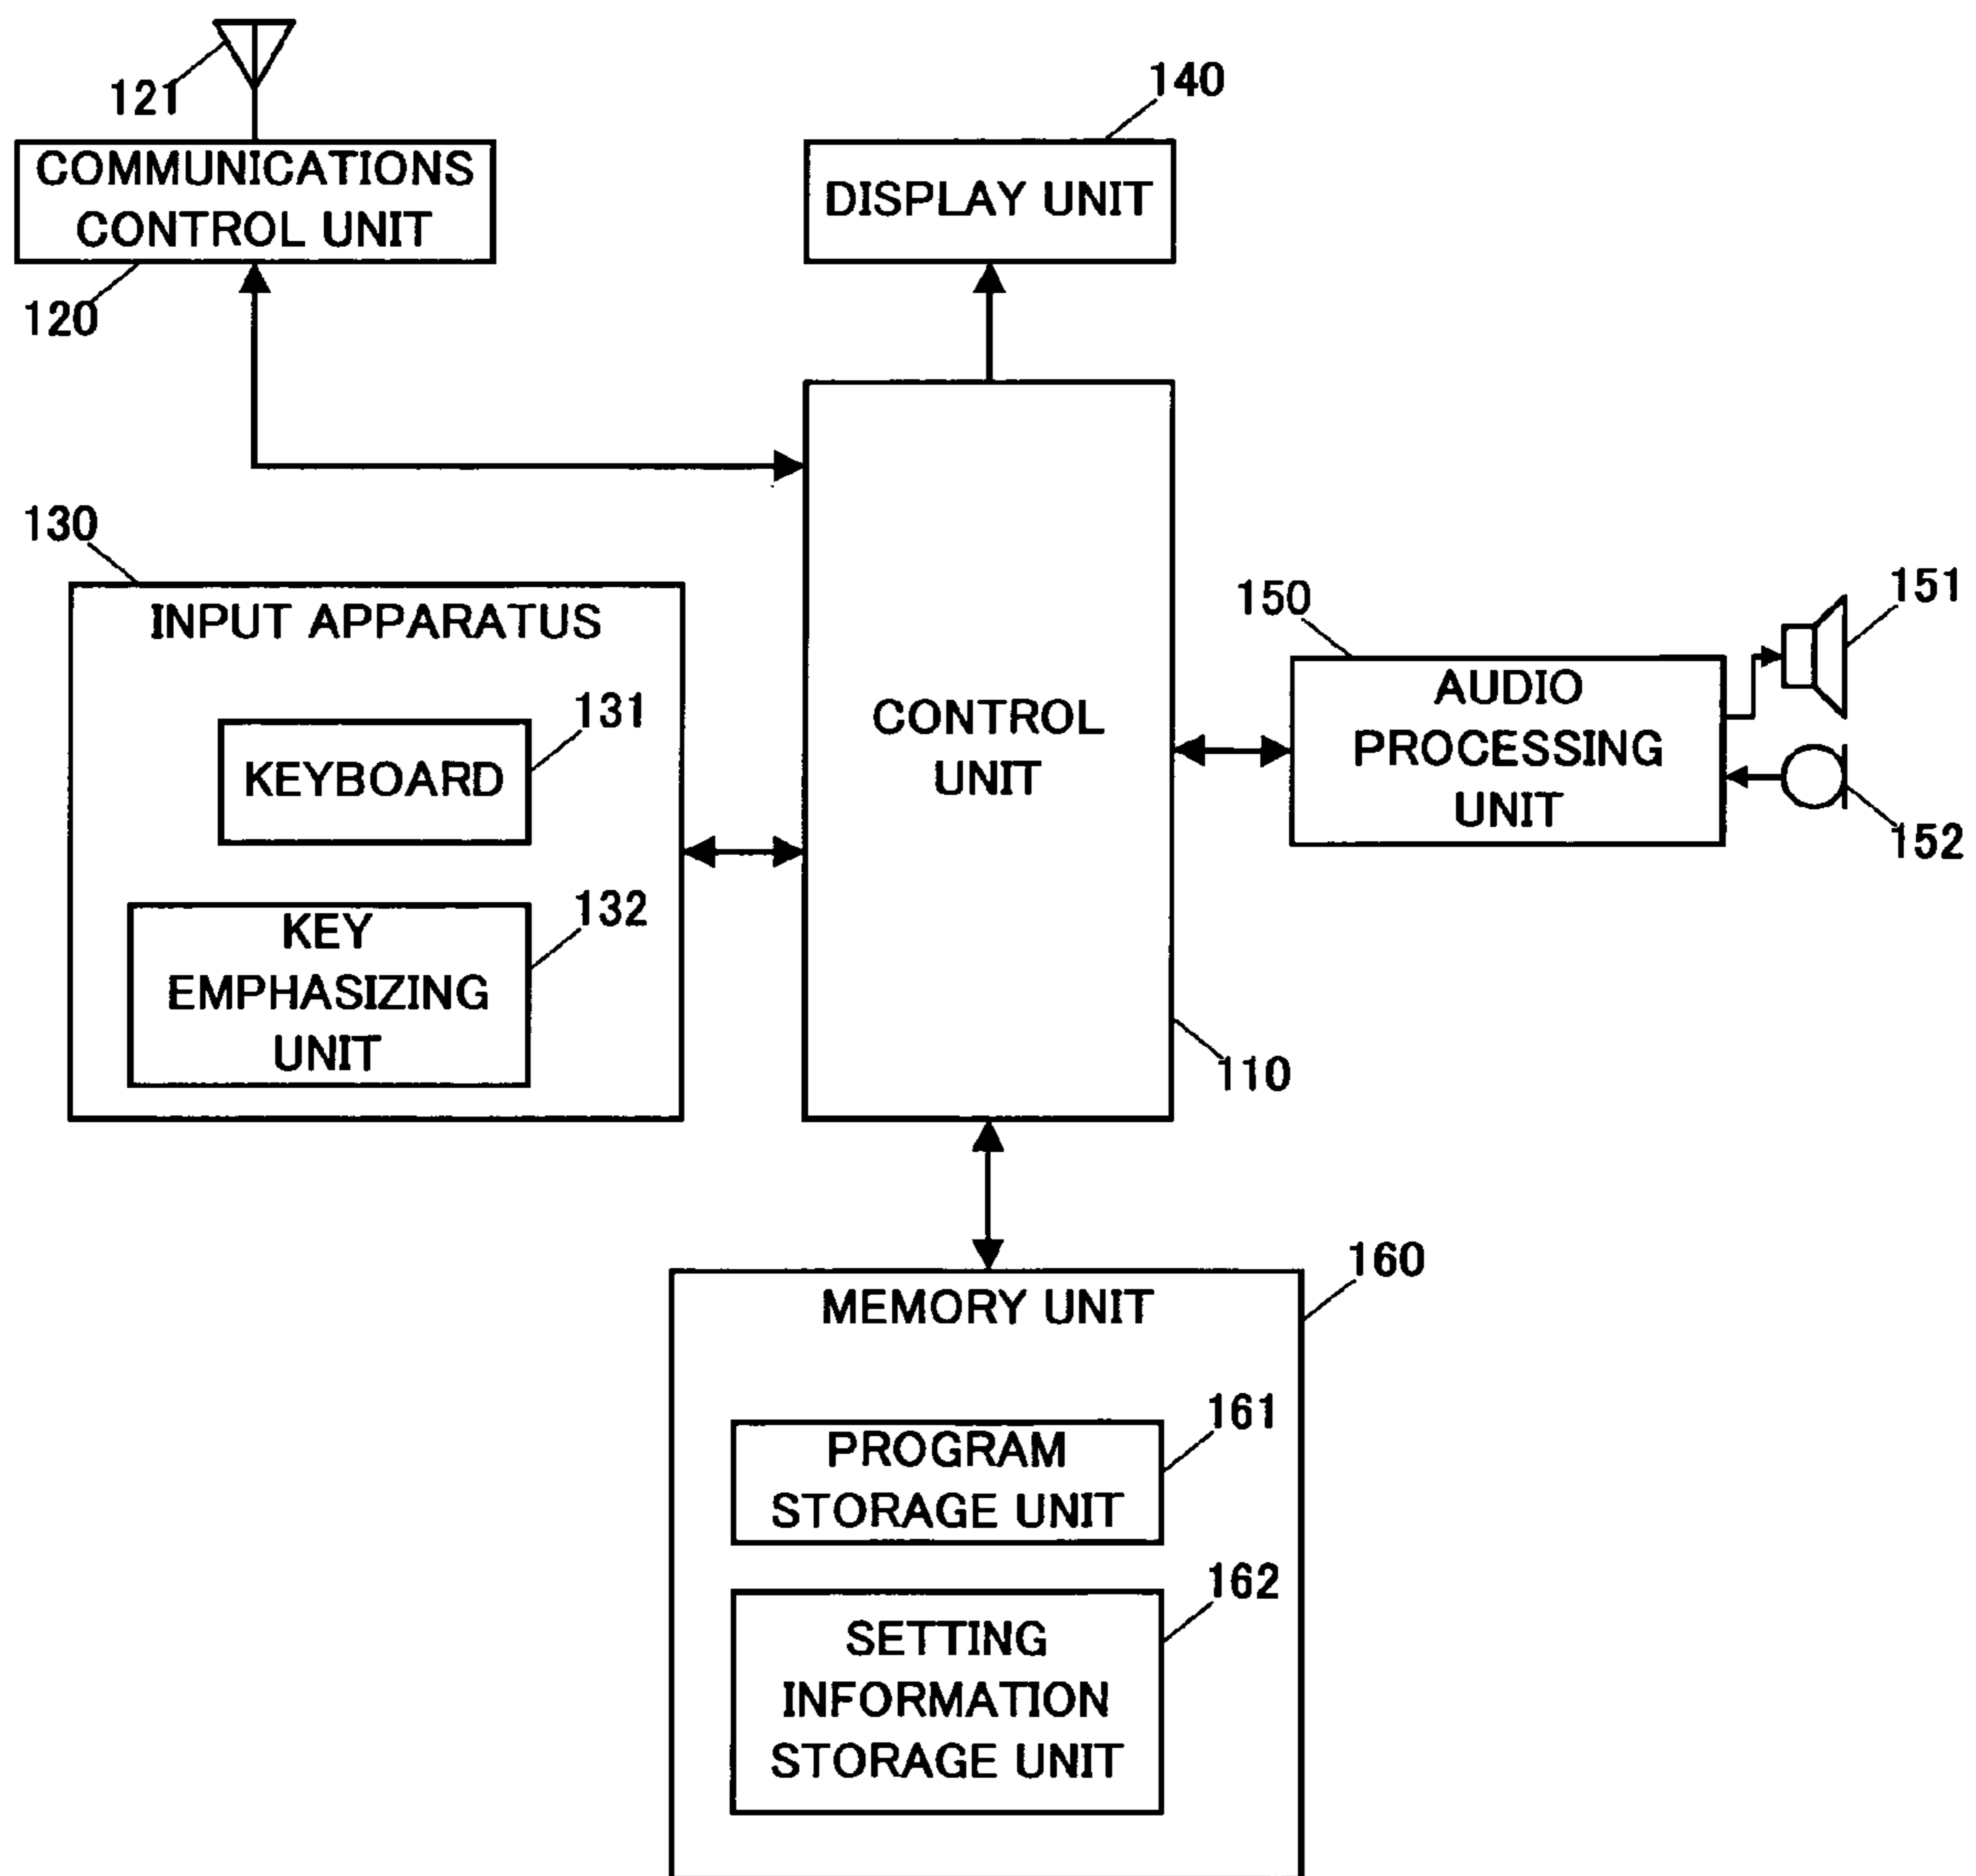 121
COMMUNICATIONS
CONTROL UNIT
120
140
DISPLAY UNIT
130
INPUT APPARATUS
131
KEYBOARD
132
KEY
EMPHASIZING
UNIT
CONTROL
UNIT
110
150
AUDIO
PROCESSING
UNIT
151
152
160
MEMORY UNIT
161
PROGRAM
STORAGE UNIT
162
SETTING
INFORMATION
STORAGE UNIT